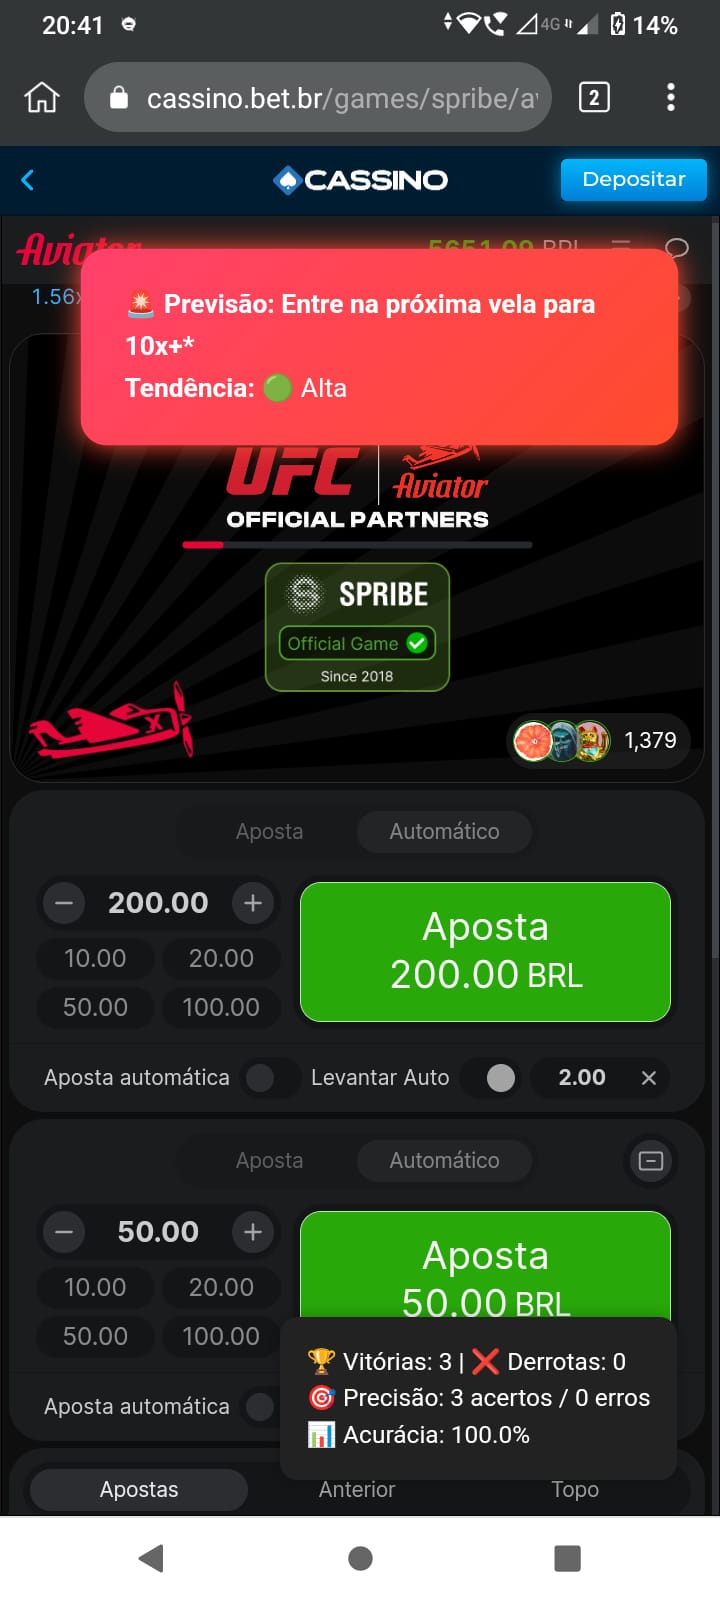 20:41
4G
14%
cassino.bet.br/games/spribe/a
2
CASSINO
Depositar
Aviator
5651.09 BRL
1.56x
🚨 Previsão: Entre na próxima vela para
10x+*
Tendência: 🟢 Alta
UFC
Aviator
OFFICIAL PARTNERS
SPRIBE
Official Game
Since 2018
1,379
Aposta
Automático
200.00
Aposta
200.00 BRL
10.00
20.00
50.00
100.00
Aposta automática
Levantar Auto
2.00
Aposta
Automático
50.00
Aposta
50.00 BRL
10.00
20.00
50.00
100.00
Aposta automática
🏆 Vitórias: 3 | ❌ Derrotas: 0
🎯 Precisão: 3 acertos / 0 erros
📊 Acurácia: 100.0%
Apostas
Anterior
Topo